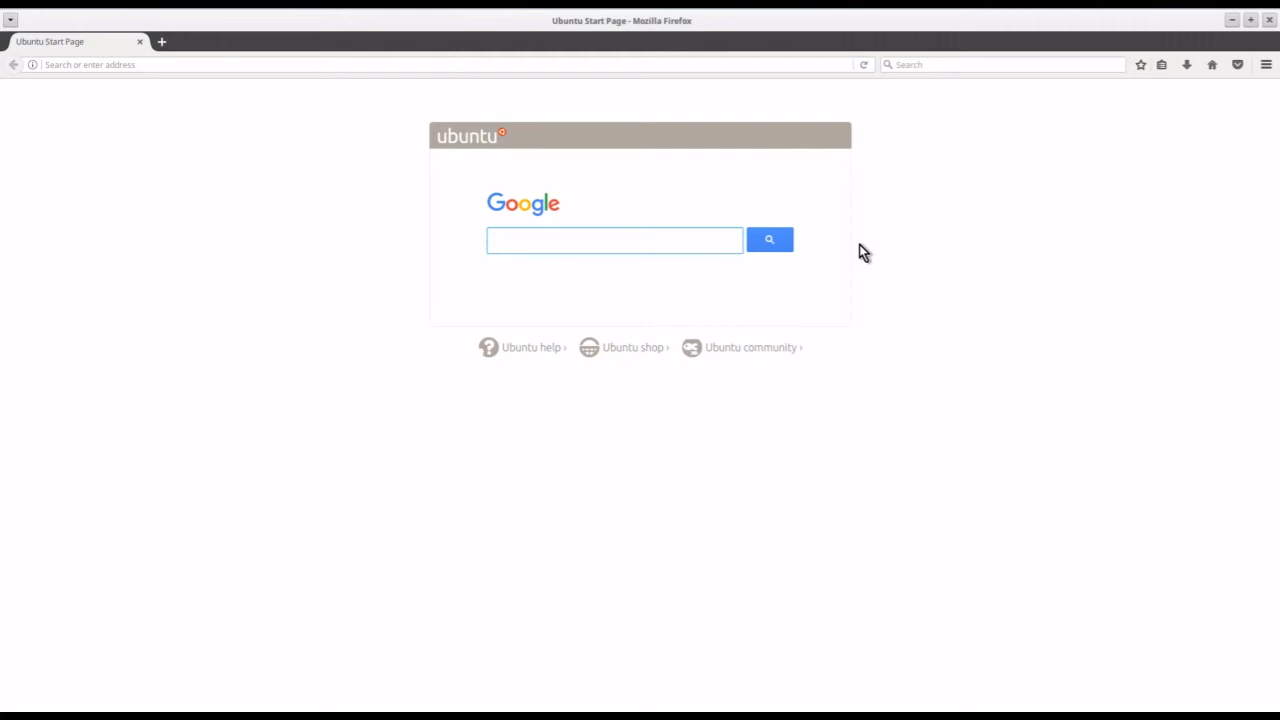 Ubuntu Start Page - Mozilla Firefox
Ubuntu Start Page
Search or enter address
Search
ubuntu
Google
Ubuntu help ›
Ubuntu shop ›
Ubuntu community ›